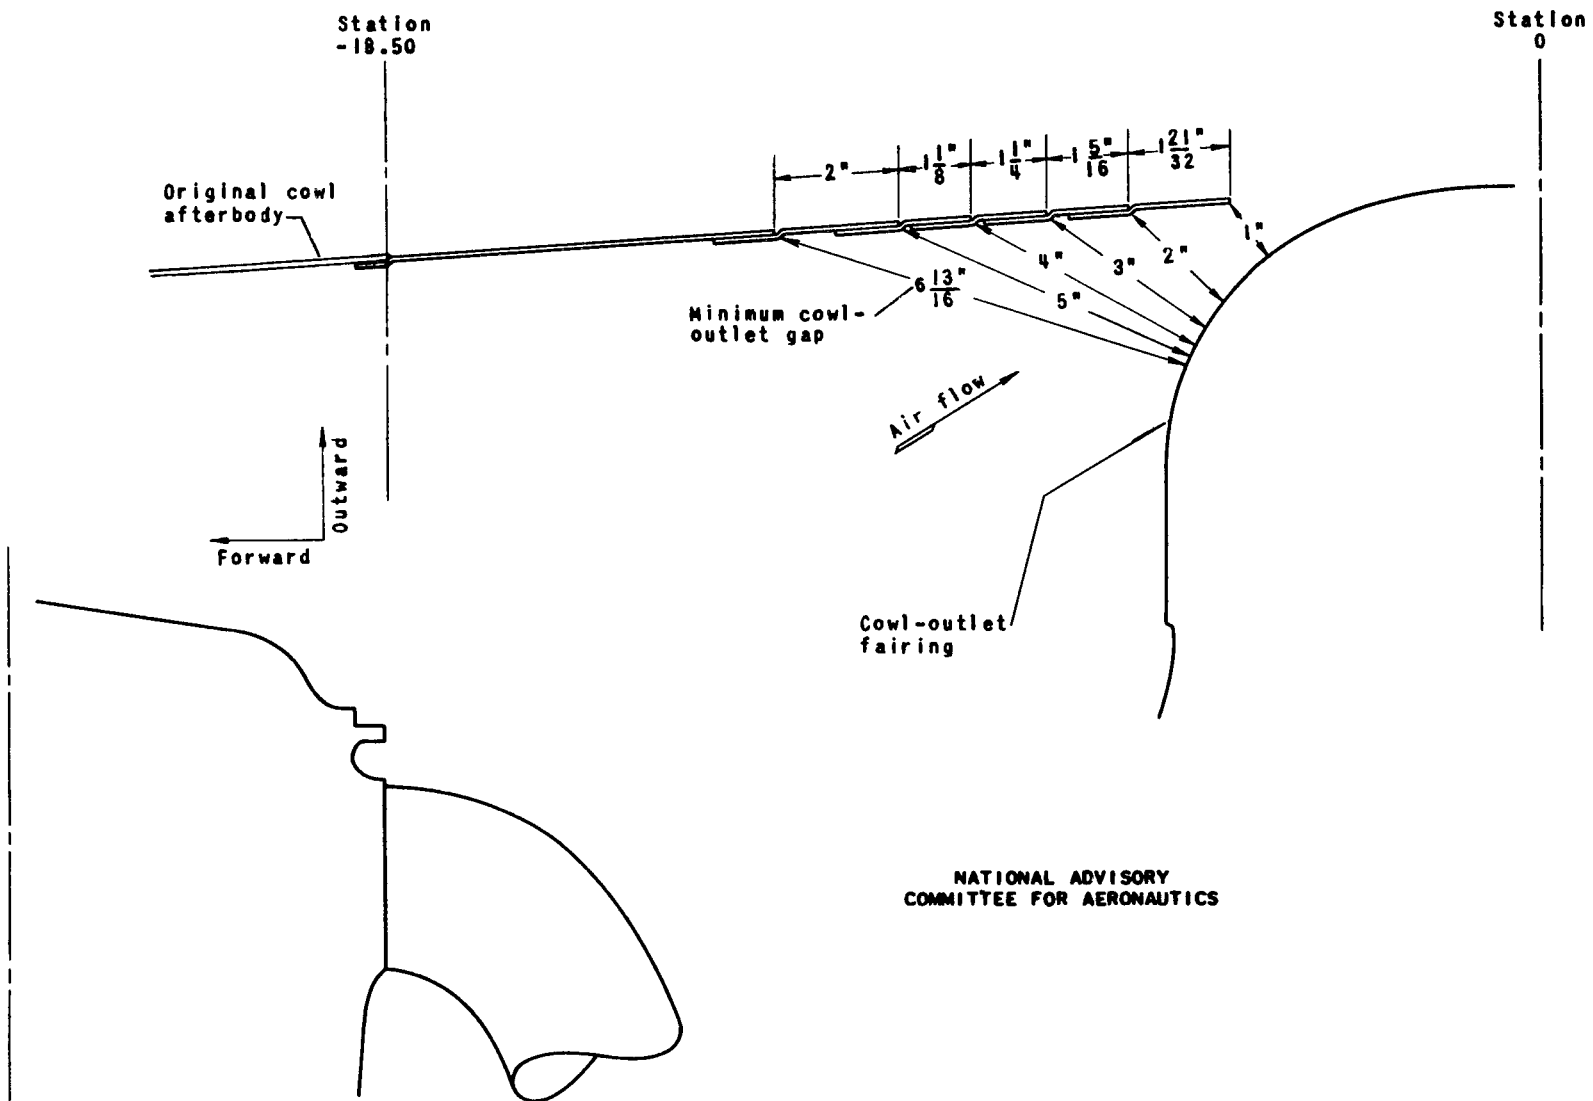 Station
-18.50
Station
0
2"
1 1/8"
1 1/4"
1 5/16"
1 21/32"
Original cowl
afterbody
1"
2"
3"
4"
5"
6 13/16"
Minimum cowl-
outlet gap
Air flow
Outward
Forward
Cowl-outlet
fairing
NATIONAL ADVISORY
COMMITTEE FOR AERONAUTICS